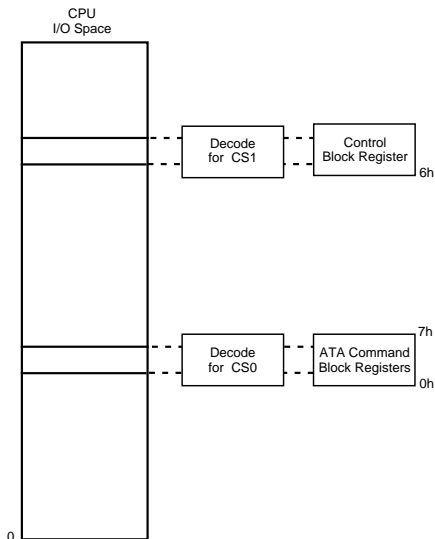 CPU
I/O Space
Decode
for CS1
Control
Block Register
6h
7h
Decode
for CS0
ATA Command
Block Registers
0h
0